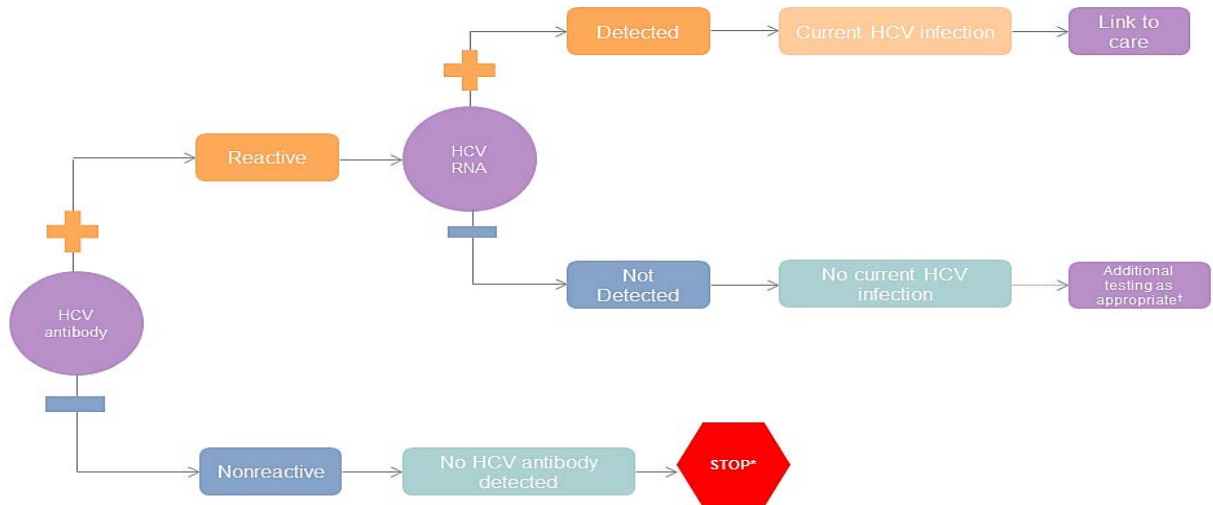 Detected
Current HCV infection
Link to
care
Reactive
HCV
RNA
Not
Detected
No current HCV
infection
Additional
testing as
appropriate†
HCV
antibody
Nonreactive
No HCV antibody
detected
STOP*